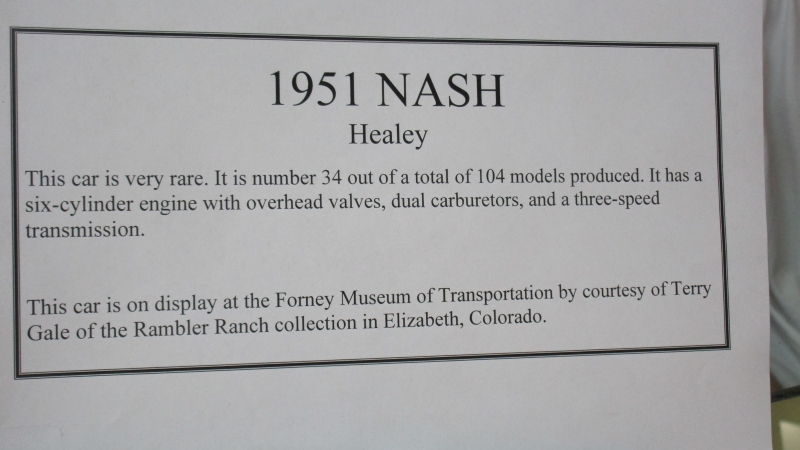 1951 NASH
Healey
This car is very rare. It is number 34 out of a total of 104 models produced. It has a
six-cylinder engine with overhead valves, dual carburetors, and a three-speed
transmission.
This car is on display at the Forney Museum of Transportation by courtesy of Terry
Gale of the Rambler Ranch collection in Elizabeth, Colorado.